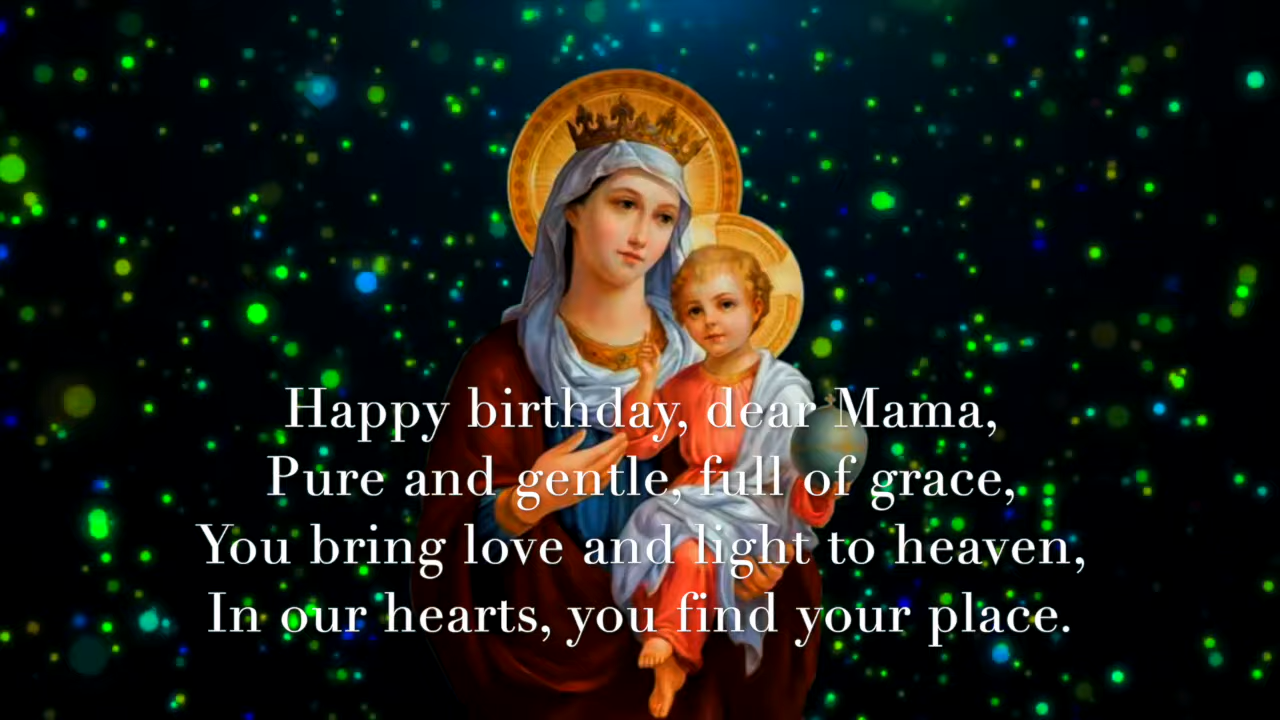 Happy birthday, dear Mama,
Pure and gentle, full of grace,
You bring love and light to heaven,
In our hearts, you find your place.